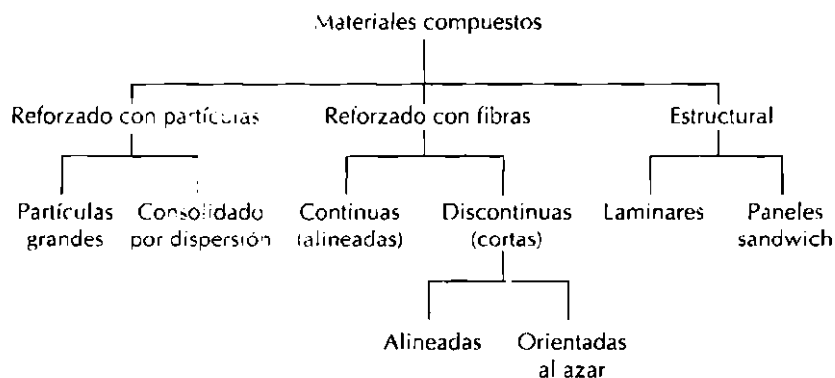 Materiales compuestos
Reforzado con partículas
Reforzado con fibras
Estructural
Partículas
grandes
Consolidado
por dispersión
Continuas
(alineadas)
Discontinuas
(cortas)
Laminares
Paneles
sandwich
Alineadas
Orientadas
al azar